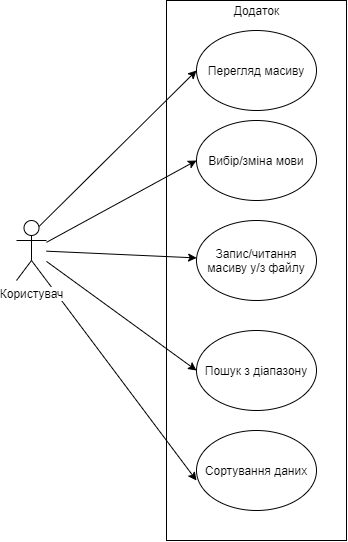 Додаток
Перегляд масиву
Вибір/зміна мови
Запис/читання
масиву у/з файлу
Користувач
Пошук з діапазону
Сортування даних